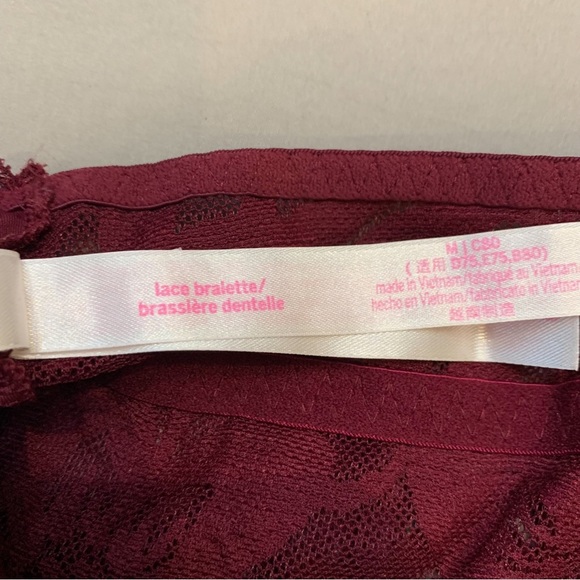 lace bralette/
brassière dentelle
M | C80
( 适用 D75,E75,B80)
made in Vietnam/fabriqué au Vietnam
hecho en Vietnam/fabricato in Vietnam
越南制造